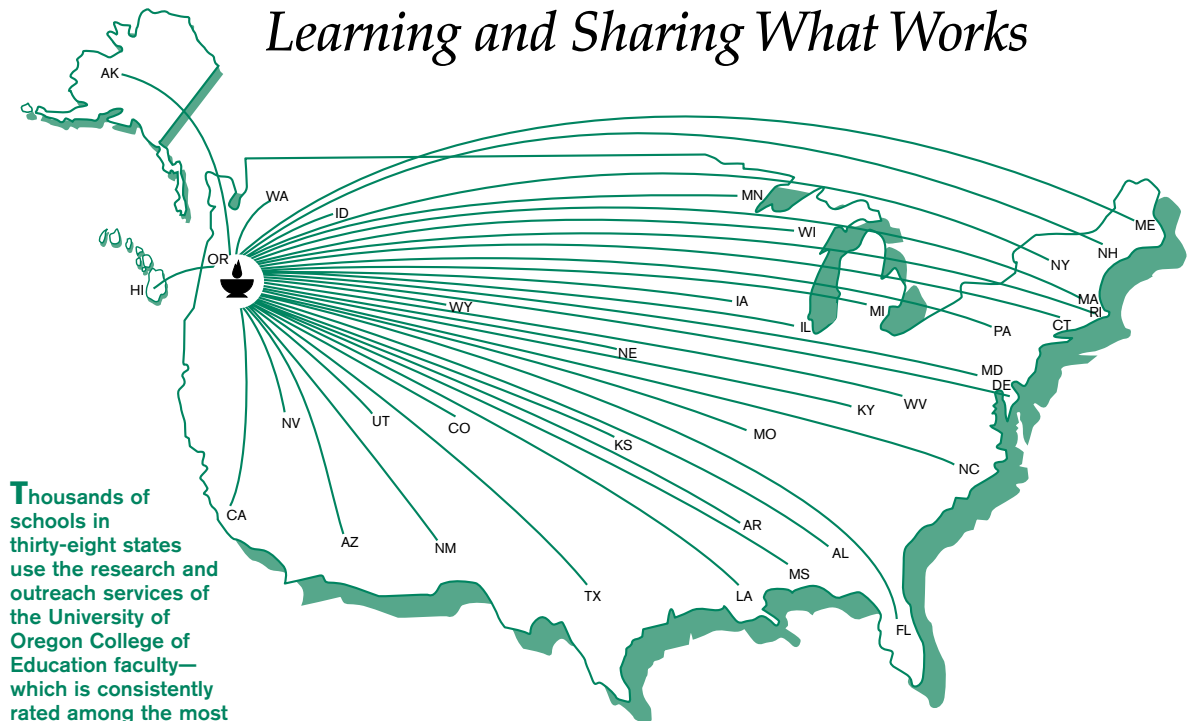 Learning and Sharing What Works
AK
WA
ID
MN
ME
WI
NH
NY
OR
HI
MA
RI
WY
IA
MI
IL
CT
PA
NE
MD
DE
KY
WV
NV
UT
CO
MO
KS
NC
CA
AR
AZ
NM
AL
MS
TX
LA
FL
Thousands of
schools in
thirty-eight states
use the research and
outreach services of
the University of
Oregon College of
Education faculty—
which is consistently
rated among the most